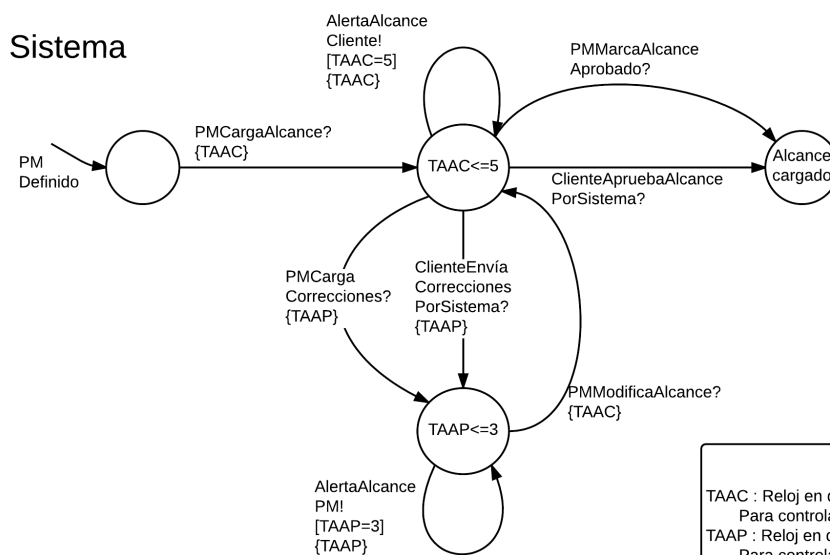 Sistema
AlertaAlcance
Cliente!
[TAAC=5]
{TAAC}
PMMarcaAlcance
Aprobado?
PM
Definido
PMCargaAlcance?
{TAAC}
TAAC<=5
ClienteApruebaAlcance
PorSistema?
Alcance
cargado
PMCarga
Correcciones?
{TAAP}
ClienteEnvía
Correcciones
PorSistema?
{TAAP}
PMModificaAlcance?
{TAAC}
TAAP<=3
AlertaAlcance
PM!
[TAAP=3]
{TAAP}
TAAC : Reloj en
Para
TAAP : Reloj en
Para